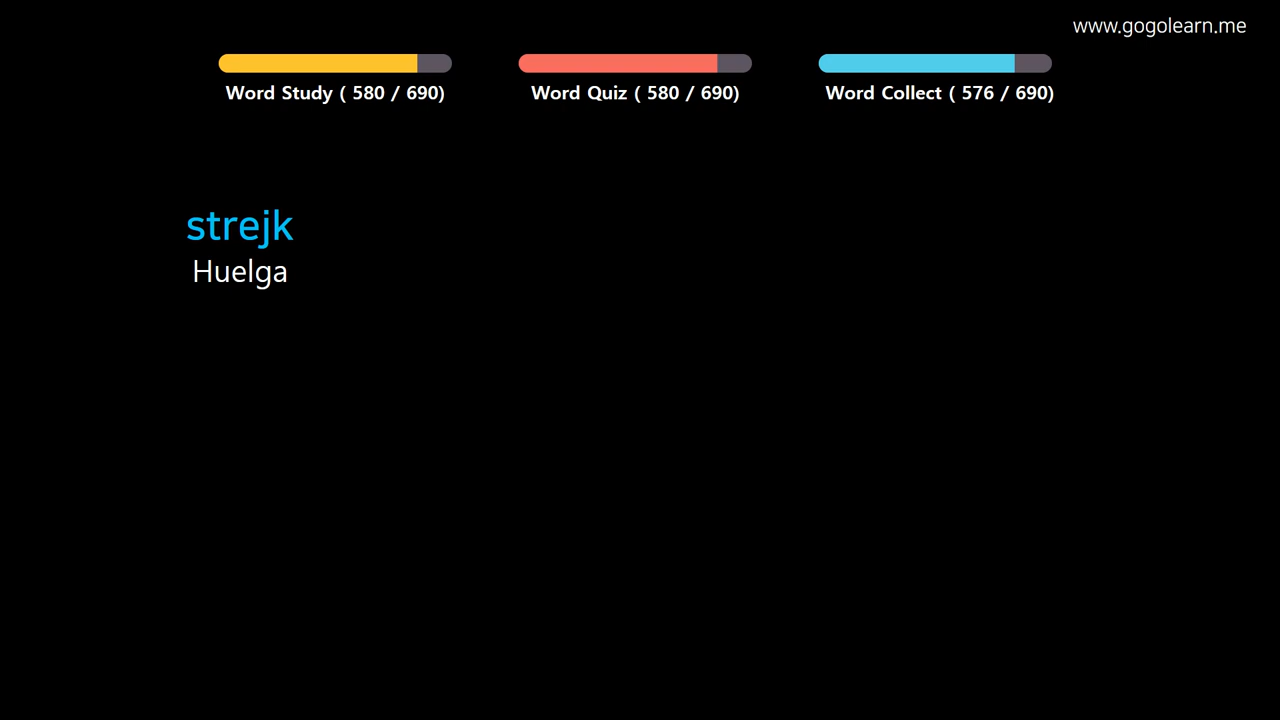 www.gogolearn.me
Word Study ( 580 / 690)
Word Quiz ( 580 / 690)
Word Collect ( 576 / 690)
strejk
Huelga